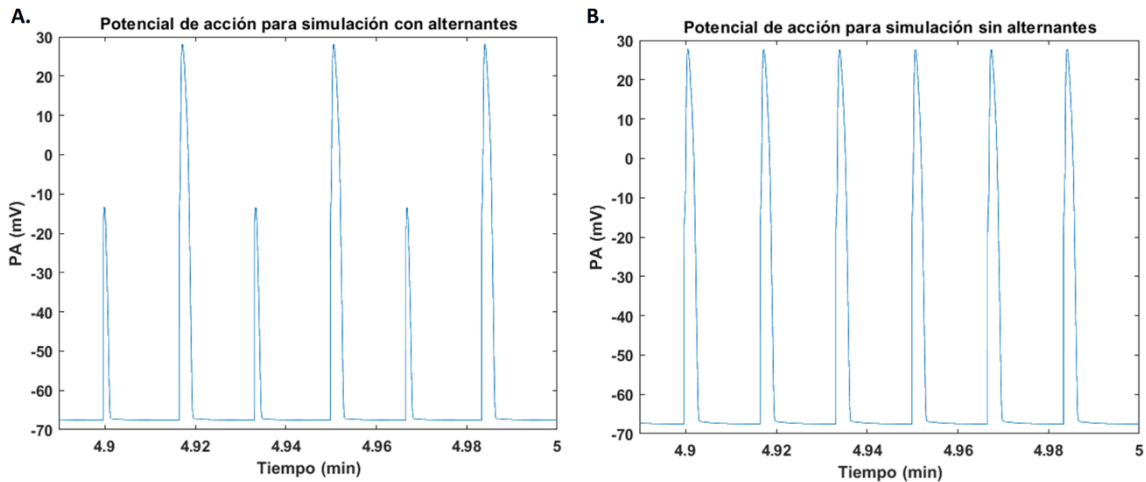 A.
Potencial de acción para simulación con alternantes
30
20
10
0
-10
-20
-30
-40
-50
-60
-70
PA (mV)
4.9 4.92 4.94 4.96 4.98 5
Tiempo (min)
B.
Potencial de acción para simulación sin alternantes
30
20
10
0
-10
-20
-30
-40
-50
-60
-70
PA (mV)
4.9 4.92 4.94 4.96 4.98 5
Tiempo (min)